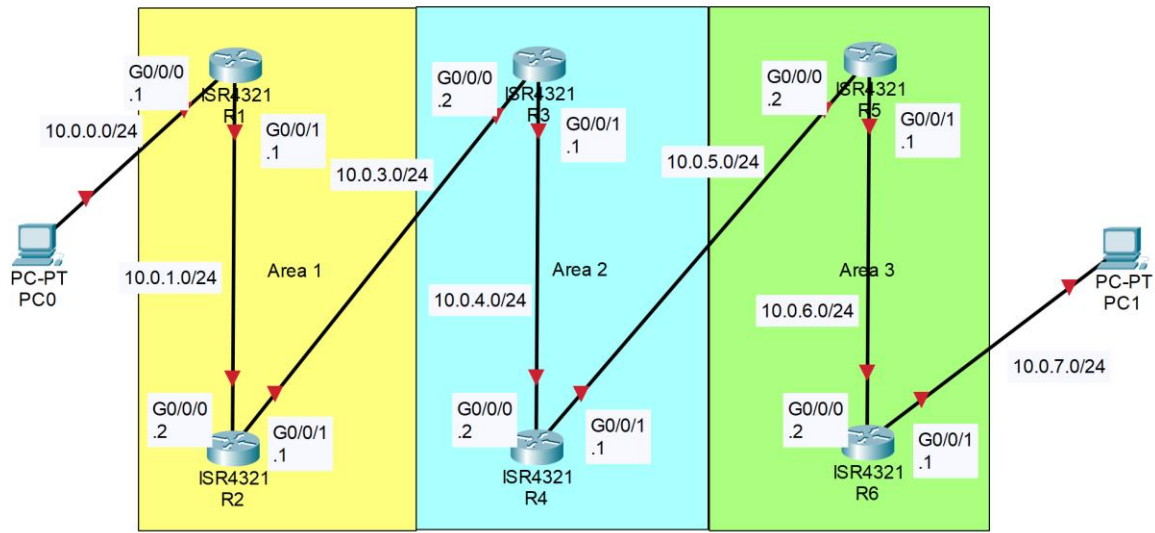 G0/0/0
.1
ISR4321
R1
10.0.0.0/24
G0/0/1
.1
PC-PT
PC0
10.0.1.0/24
Area 1
G0/0/0
.2
G0/0/1
.1
ISR4321
R2
10.0.3.0/24
G0/0/0
.2
ISR4321
R3
G0/0/1
.1
Area 2
10.0.4.0/24
G0/0/0
.2
G0/0/1
.1
ISR4321
R4
10.0.5.0/24
G0/0/0
.2
ISR4321
R5
G0/0/1
.1
Area 3
10.0.6.0/24
G0/0/0
.2
G0/0/1
.1
ISR4321
R6
PC-PT
PC1
10.0.7.0/24